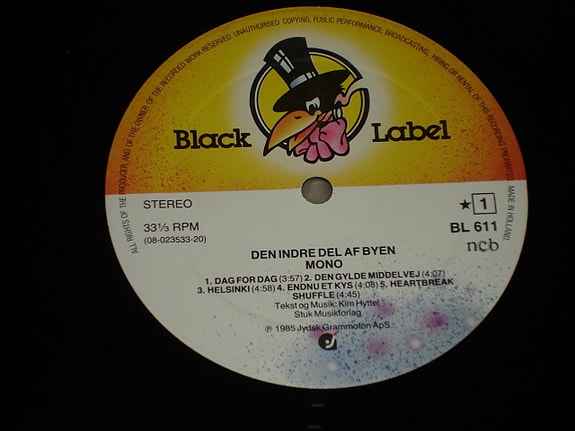 ALL RIGHTS OF THE PRODUCER, AND OF THE OWNER OF THE RECORDED WORK RESERVED. UNAUTHORISED COPYING, PUBLIC PERFORMANCE, BROADCASTING, HIRING OR RENTAL OF THIS RECORDING PROHIBITED. MADE IN HOLLAND
Black Label
STEREO
★ 1
33⅓ RPM
BL 611
(08-023533-20)
ncb
DEN INDRE DEL AF BYEN
MONO
1. DAG FOR DAG (3:57) 2. DEN GYLDE MIDDELVEJ (4:07)
3. HELSINKI (4:58) 4. ENDNU ET KYS (4:08) 5. HEARTBREAK
SHUFFLE (4:45)
Tekst og Musik: Kim Hyttel
Stuk Musikforlag
℗ 1985 Jydsk Grammofon ApS.